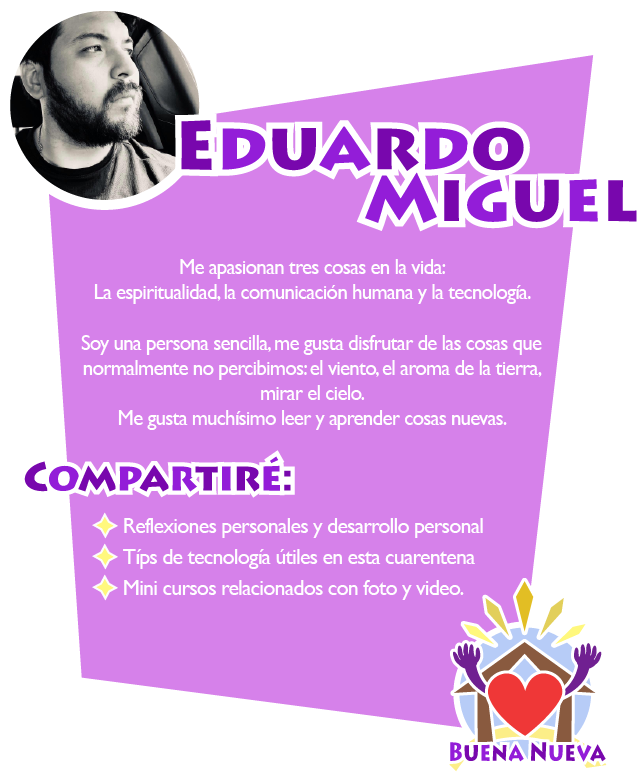 EDUARDO
MIGUEL
Me apasionan tres cosas en la vida:
La espiritualidad, la comunicación humana y la tecnología.
Soy una persona sencilla, me gusta disfrutar de las cosas que
normalmente no percibimos: el viento, el aroma de la tierra,
mirar el cielo.
Me gusta muchísimo leer y aprender cosas nuevas.
COMPARTIRÉ:
Reflexiones personales y desarrollo personal
Típs de tecnología útiles en esta cuarentena
Mini cursos relacionados con foto y video.
BUENA NUEVA